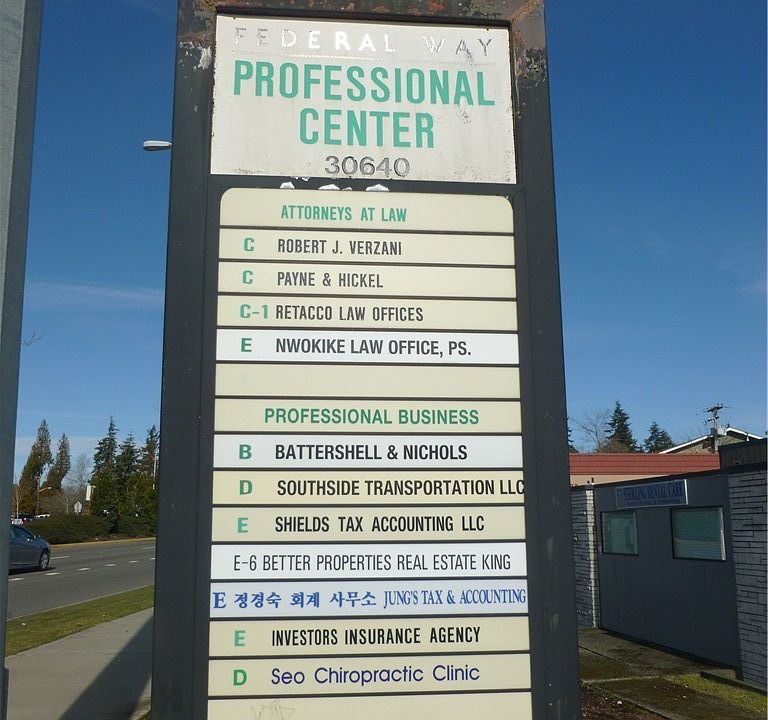 FEDERAL WAY
PROFESSIONAL
CENTER
30640
ATTORNEYS AT LAW
C ROBERT J. VERZANI
C PAYNE & HICKEL
C-1 RETACCO LAW OFFICES
E NWOKIKE LAW OFFICE, PS.
PROFESSIONAL BUSINESS
B BATTERSHELL & NICHOLS
D SOUTHSIDE TRANSPORTATION LLC
E SHIELDS TAX ACCOUNTING LLC
E-6 BETTER PROPERTIES REAL ESTATE KING
E 정경숙 회계 사무소 JUNG'S TAX & ACCOUNTING
E INVESTORS INSURANCE AGENCY
D Seo Chiropractic Clinic
DENTAL CARE